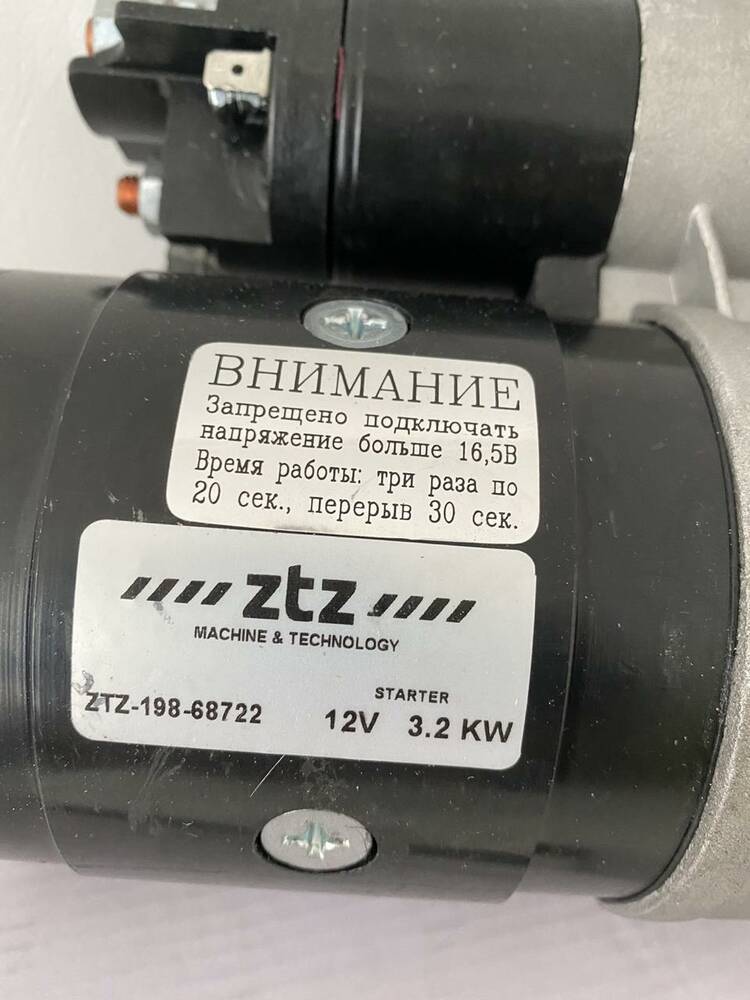 ВНИМАНИЕ
Запрещено подключать
напряжение больше 16,5В
Время работы: три раза по
20 сек., перерыв 30 сек.
ztz
MACHINE & TECHNOLOGY
STARTER
ZTZ-198-68722 12V 3.2 KW